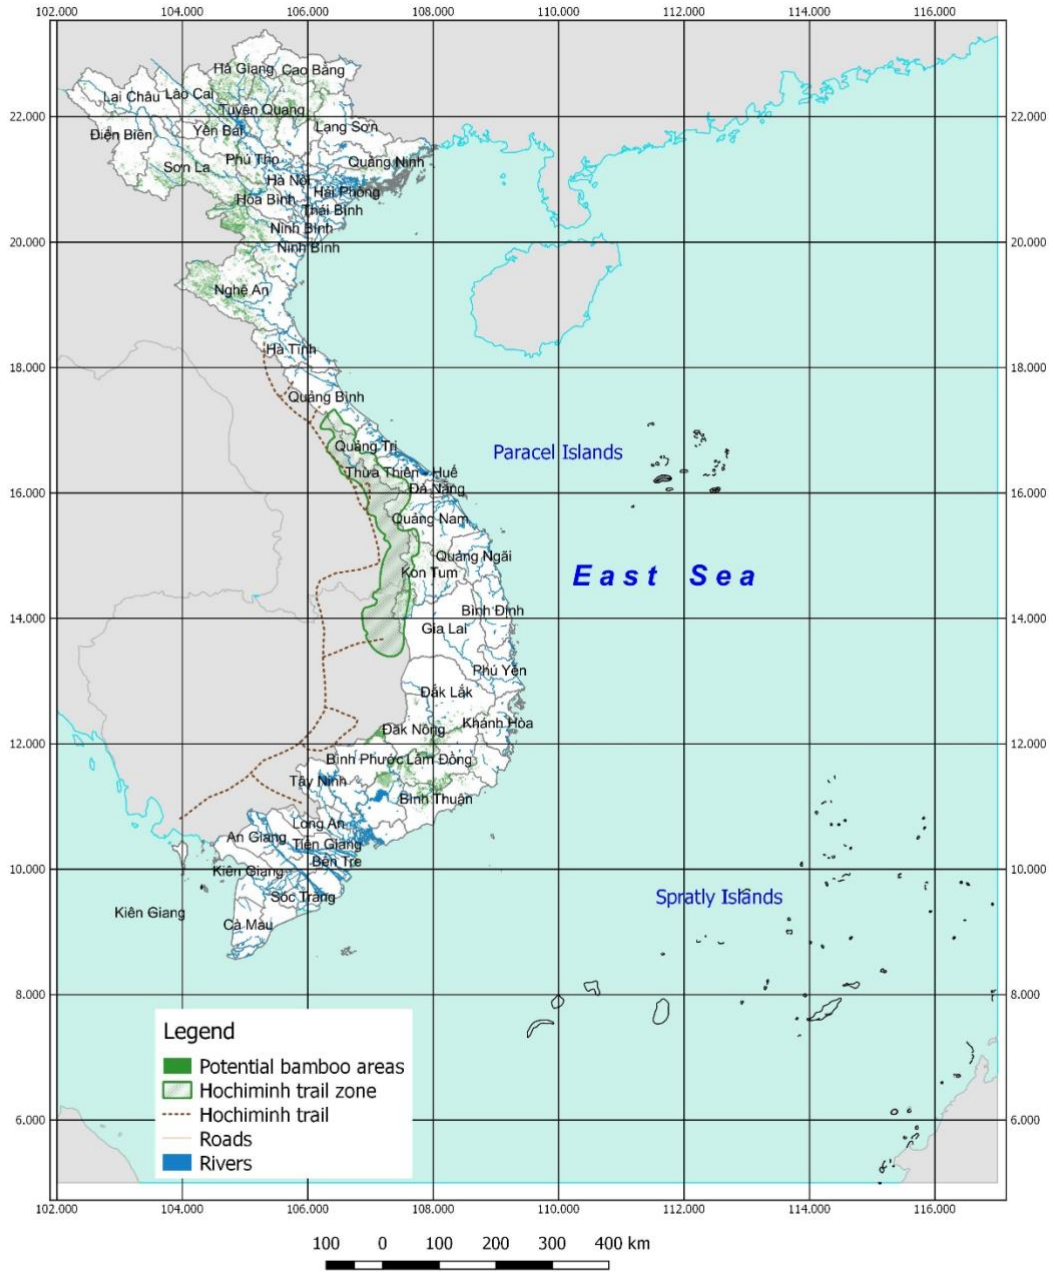 102.000 104.000 106.000 108.000 110.000 112.000 114.000 116.000
Hà Giang
Cao Bằng
Lai Châu
Lào Cai
Tuyên Quang
22.000
22.000
Điện Biên
Yên Bái
Lạng Sơn
Sơn La
Phú Thọ
Quảng Ninh
Hà Nội
Hải Phòng
Hòa Bình
Thái Bình
Ninh Bình
20.000
20.000
Ninh Bình
Nghệ An
Hà Tĩnh
18.000
18.000
Quảng Bình
Quảng Trị
Paracel Islands
Thừa Thiên - Huế
Đà Nẵng
16.000
16.000
Quảng Nam
Quảng Ngãi
Kon Tum
East Sea
14.000
14.000
Bình Định
Gia Lai
Phú Yên
Đắk Lắk
Khánh Hòa
Đăk Nông
12.000
12.000
Bình Phước
Lâm Đồng
Tây Ninh
Bình Thuận
Long An
An Giang
Tiền Giang
Bến Tre
10.000
10.000
Kiên Giang
Sóc Trăng
Spratly Islands
Kiên Giang
Cà Mau
8.000
8.000
Legend
Potential bamboo areas
Hochiminh trail zone
Hochiminh trail
Roads
Rivers
6.000
6.000
102.000 104.000 106.000 108.000 110.000 112.000 114.000 116.000
100 0 100 200 300 400 km